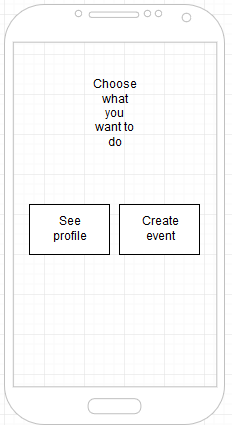 Choose
what
you
want to
do
See
profile
Create
event